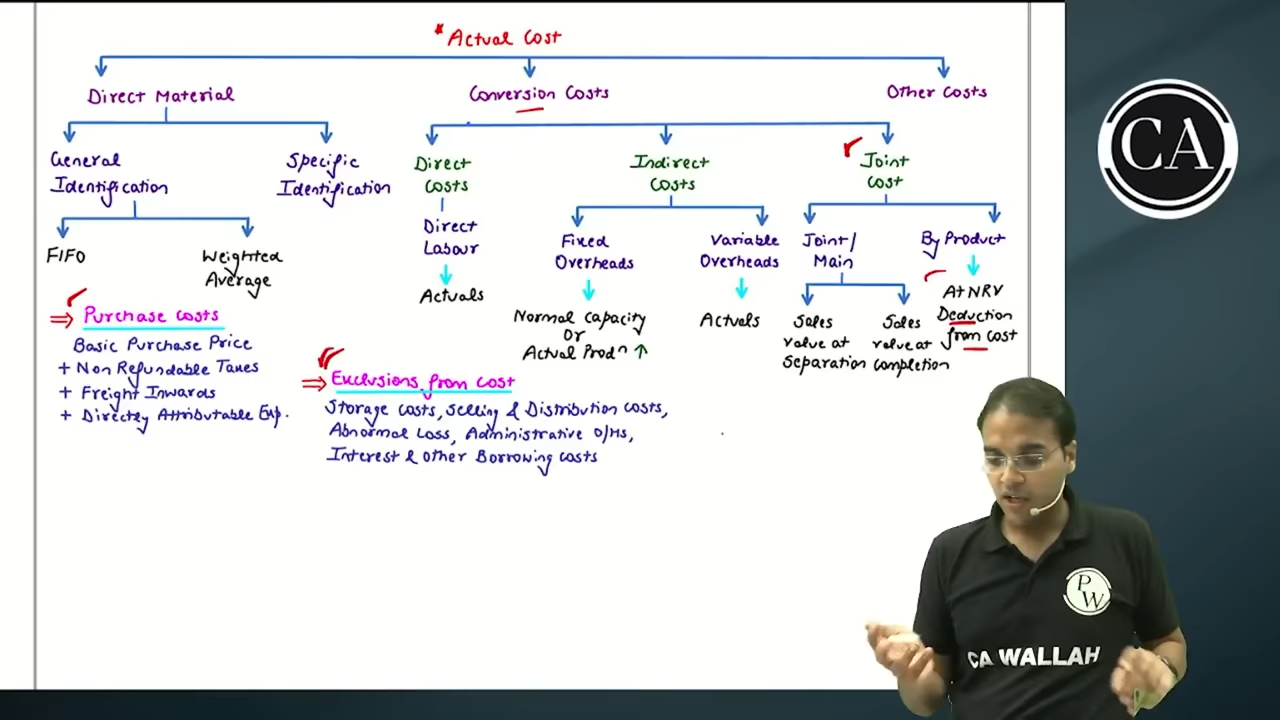 * Actual Cost
Direct Material
Conversion Costs
Other Costs
General
Identification
Specific
Identification
Direct
Costs
Indirect
Costs
Joint
Cost
FIFO
Weighted
Average
Direct
Labour
Actuals
Fixed
Overheads
Variable
Overheads
Normal Capacity
Or
Actual Prodⁿ ↑
Actuals
Joint/
Main
By Product
Sales
value at
Separation
Sales
value at
completion
At NRV
Deduction
from cost
⇒ Purchase costs
Basic Purchase Price
+ Non Refundable Taxes
+ Freight Inwards
+ Directly Attributable Exp.
⇒ Exclusions from Cost
Storage costs, Selling & Distribution costs,
Abnormal Loss, Administrative O/Hs,
Interest & Other Borrowing costs
CA
P
W
CA WALLAH